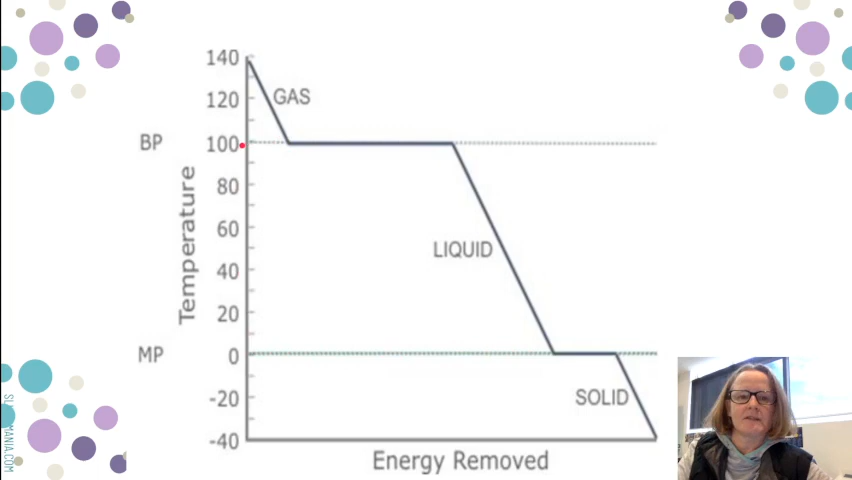 140
GAS
120
BP
100
80
Temperature
60
LIQUID
40
20
MP
0
-20
SOLID
-40
Energy Removed